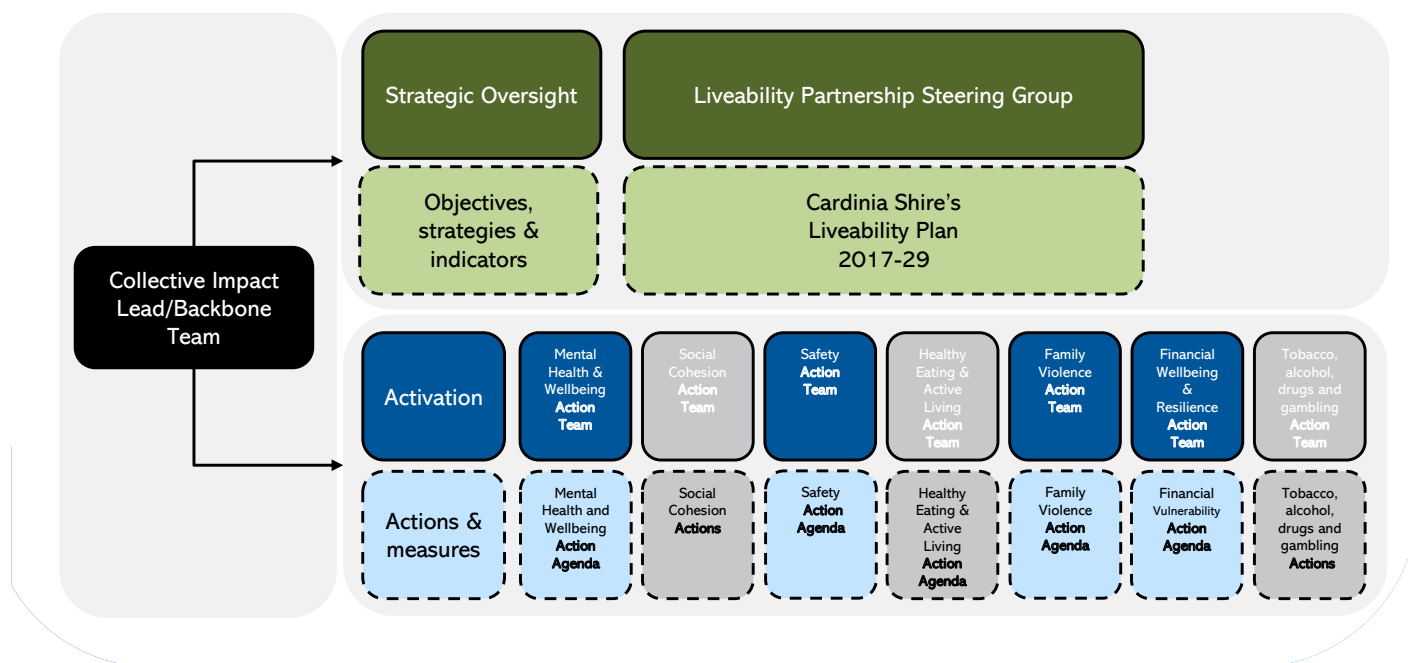 Strategic Oversight
Liveability Partnership Steering Group
Objectives,
strategies &
indicators
Cardinia Shire’s
Liveability Plan
2017-29
Collective Impact
Lead/Backbone
Team
Activation
Mental
Health &
Wellbeing
Action
Team
Social
Cohesion
Action
Team
Safety
Action
Team
Healthy
Eating &
Active
Living
Action
Team
Family
Violence
Action
Team
Financial
Wellbeing
&
Resilience
Action
Team
Tobacco,
alcohol,
drugs and
gambling
Action
Team
Actions &
measures
Mental
Health and
Wellbeing
Action
Agenda
Social
Cohesion
Actions
Safety
Action
Agenda
Healthy
Eating &
Active
Living
Action
Agenda
Family
Violence
Action
Agenda
Financial
Vulnerability
Action
Agenda
Tobacco,
alcohol,
drugs and
gambling
Actions